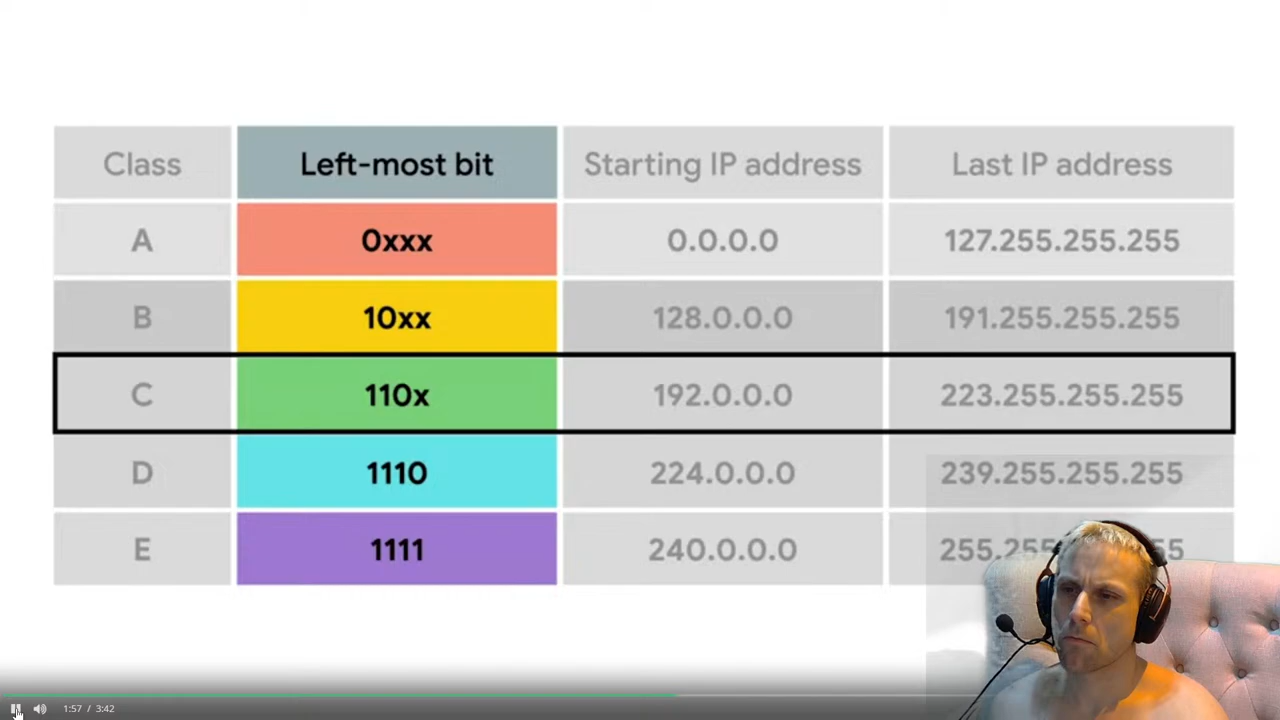 Class Left-most bit Starting IP address Last IP address
A 0xxx 0.0.0.0 127.255.255.255
B 10xx 128.0.0.0 191.255.255.255
C 110x 192.0.0.0 223.255.255.255
D 1110 224.0.0.0 239.255.255.255
E 1111 240.0.0.0
1:57 / 3:42